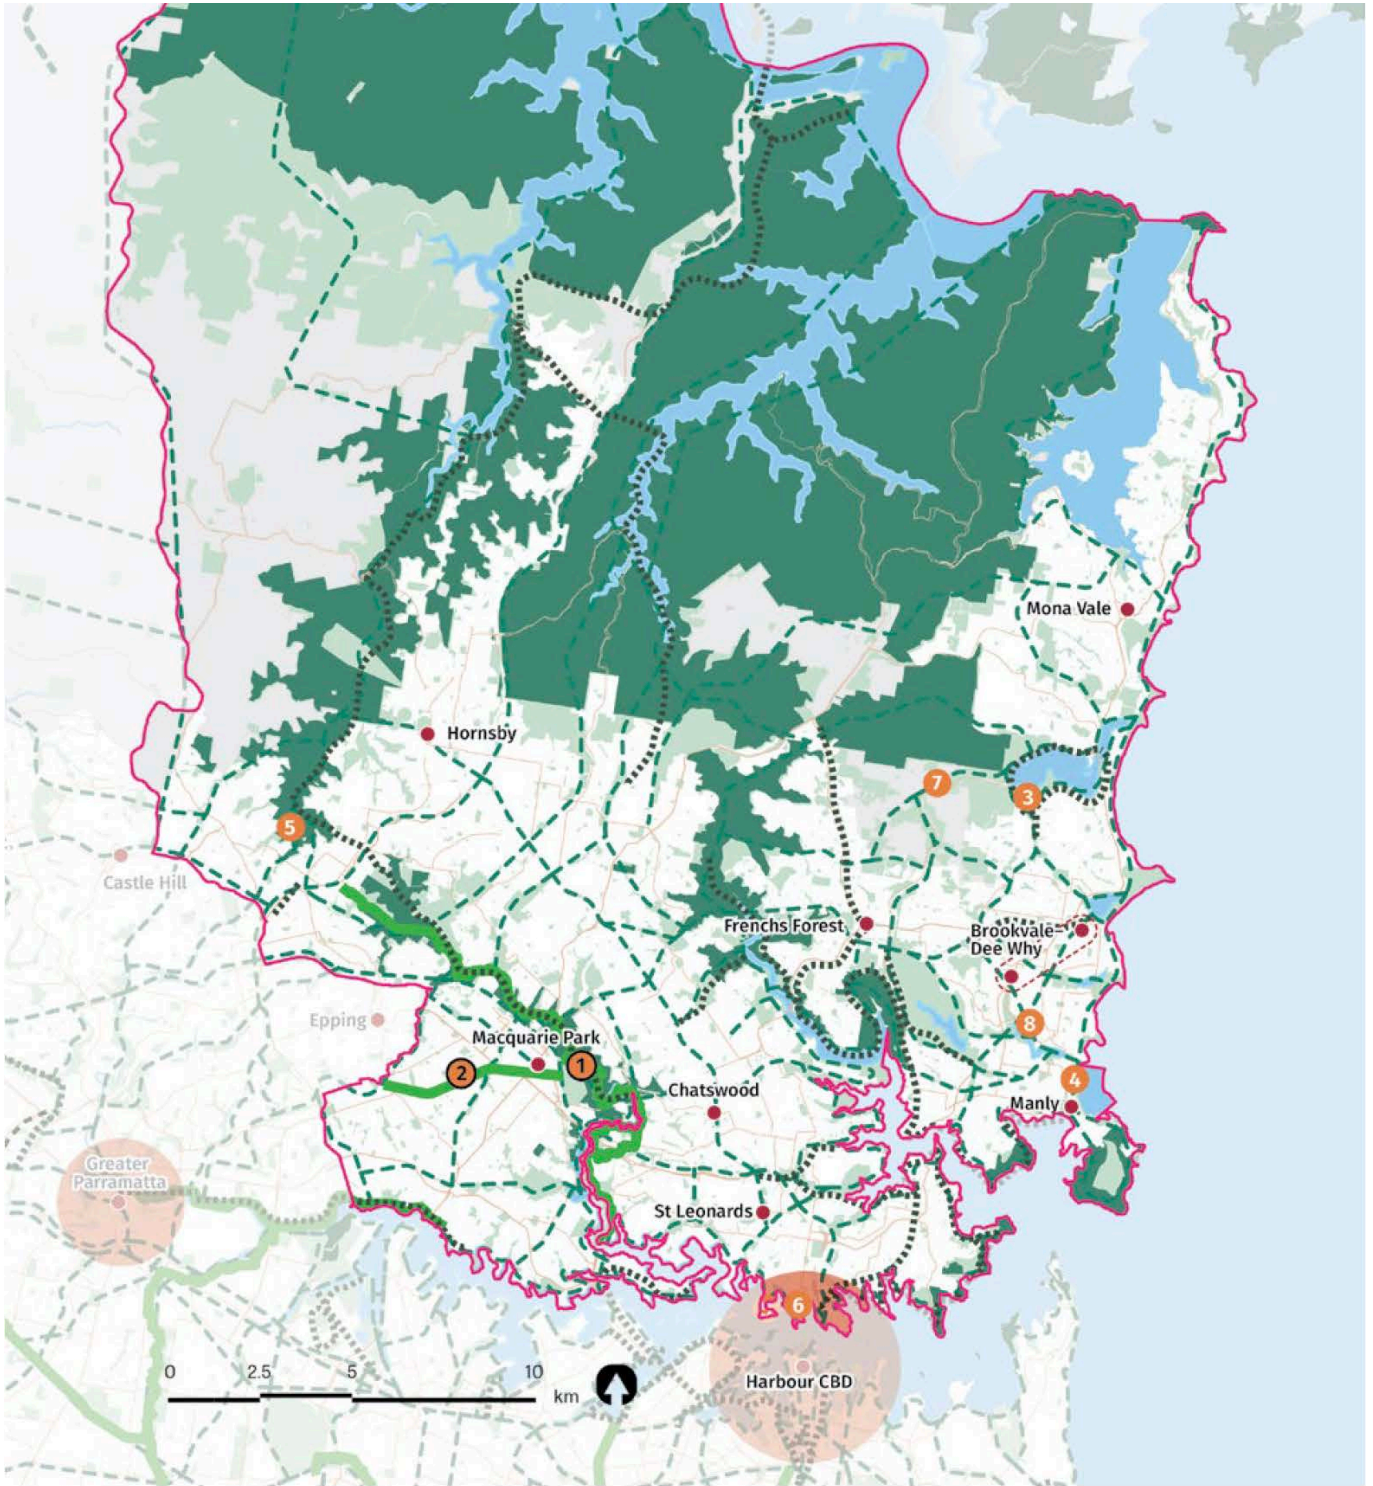 Mona Vale
Hornsby
7
3
5
Castle Hill
Frenchs Forest
Brookvale-
Dee Why
Epping
8
Macquarie Park
1
2
4
Chatswood
Manly
Greater
Parramatta
St Leonards
6
0 2.5 5 10
km
Harbour CBD